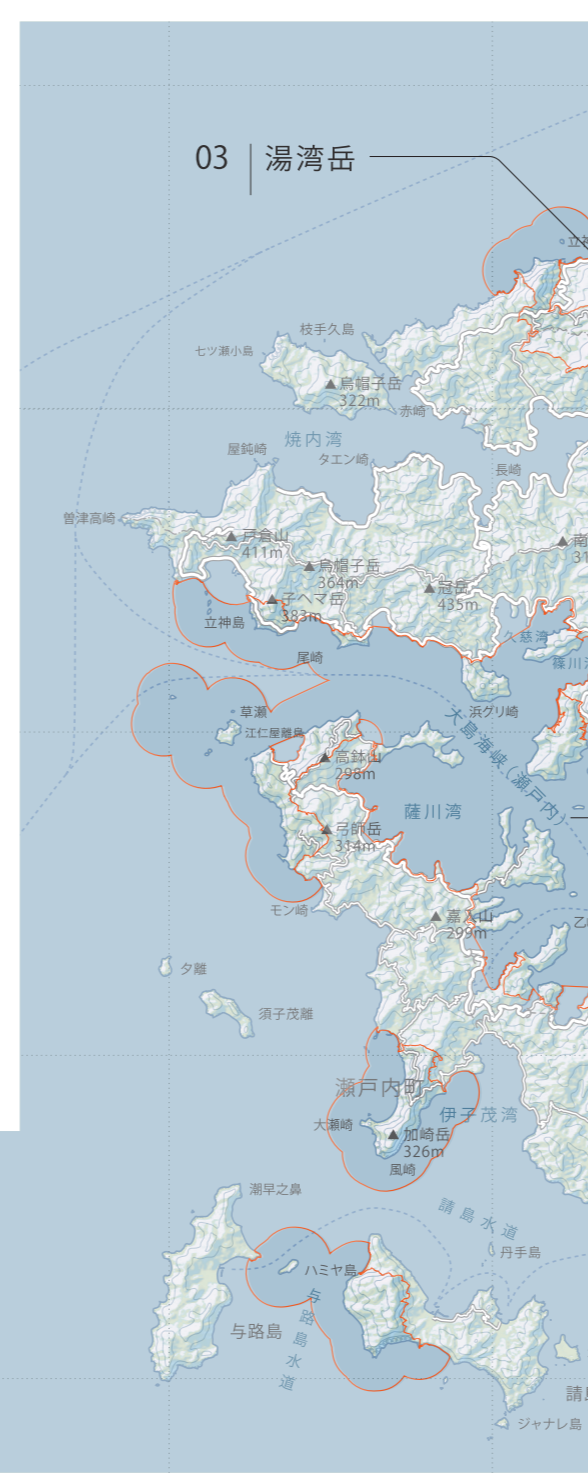 03 湯湾岳
枝手久島
七ツ瀬小島
烏帽子岳
322m
赤崎
焼内湾
屋鈍崎
タエン崎
長崎
曽津高崎
戸倉山
411m
烏帽子岳
364m
子ヘマ岳
383m
冠岳
435m
立神島
久慈湾
尾崎
浜グリ崎
草瀬
江仁屋離島
大島海峡(瀬戸内)
高鉢山
298m
薩川湾
弓師岳
314m
モン崎
嘉入山
299m
夕離
須子茂離
瀬戸内町
伊子茂湾
大瀬崎
加崎岳
326m
風崎
潮早之鼻
請島水道
丹手島
ハミヤ島
与路島
与路島水道
ジャナレ島